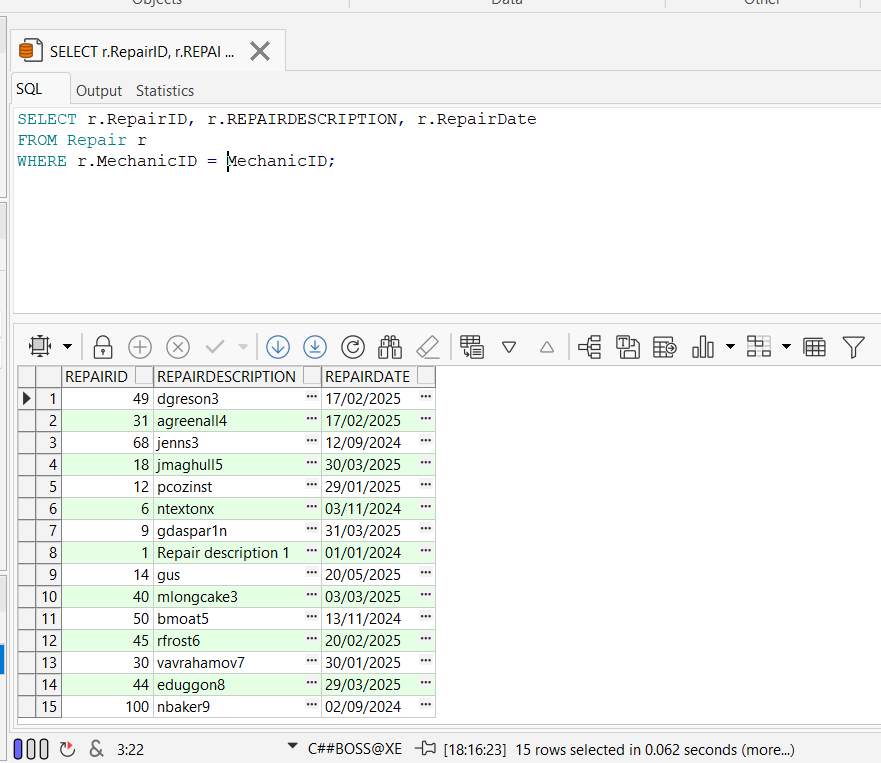 Objects Data Other
SELECT r.RepairID, r.REPAI ...
SQL Output Statistics
SELECT r.RepairID, r.REPAIRDESCRIPTION, r.RepairDate
FROM Repair r
WHERE r.MechanicID = MechanicID;
REPAIRID REPAIRDESCRIPTION REPAIRDATE
1 49 dgreson3 ... 17/02/2025 ...
2 31 agreenall4 ... 17/02/2025 ...
3 68 jenns3 ... 12/09/2024 ...
4 18 jmaghull5 ... 30/03/2025 ...
5 12 pcozinst ... 29/01/2025 ...
6 6 ntextonx ... 03/11/2024 ...
7 9 gdaspar1n ... 31/03/2025 ...
8 1 Repair description 1 ... 01/01/2024 ...
9 14 gus ... 20/05/2025 ...
10 40 mlongcake3 ... 03/03/2025 ...
11 50 bmoat5 ... 13/11/2024 ...
12 45 rfrost6 ... 20/02/2025 ...
13 30 vavrahamov7 ... 30/01/2025 ...
14 44 eduggon8 ... 29/03/2025 ...
15 100 nbaker9 ... 02/09/2024 ...
& 3:22 C##BOSS@XE [18:16:23] 15 rows selected in 0.062 seconds (more...)